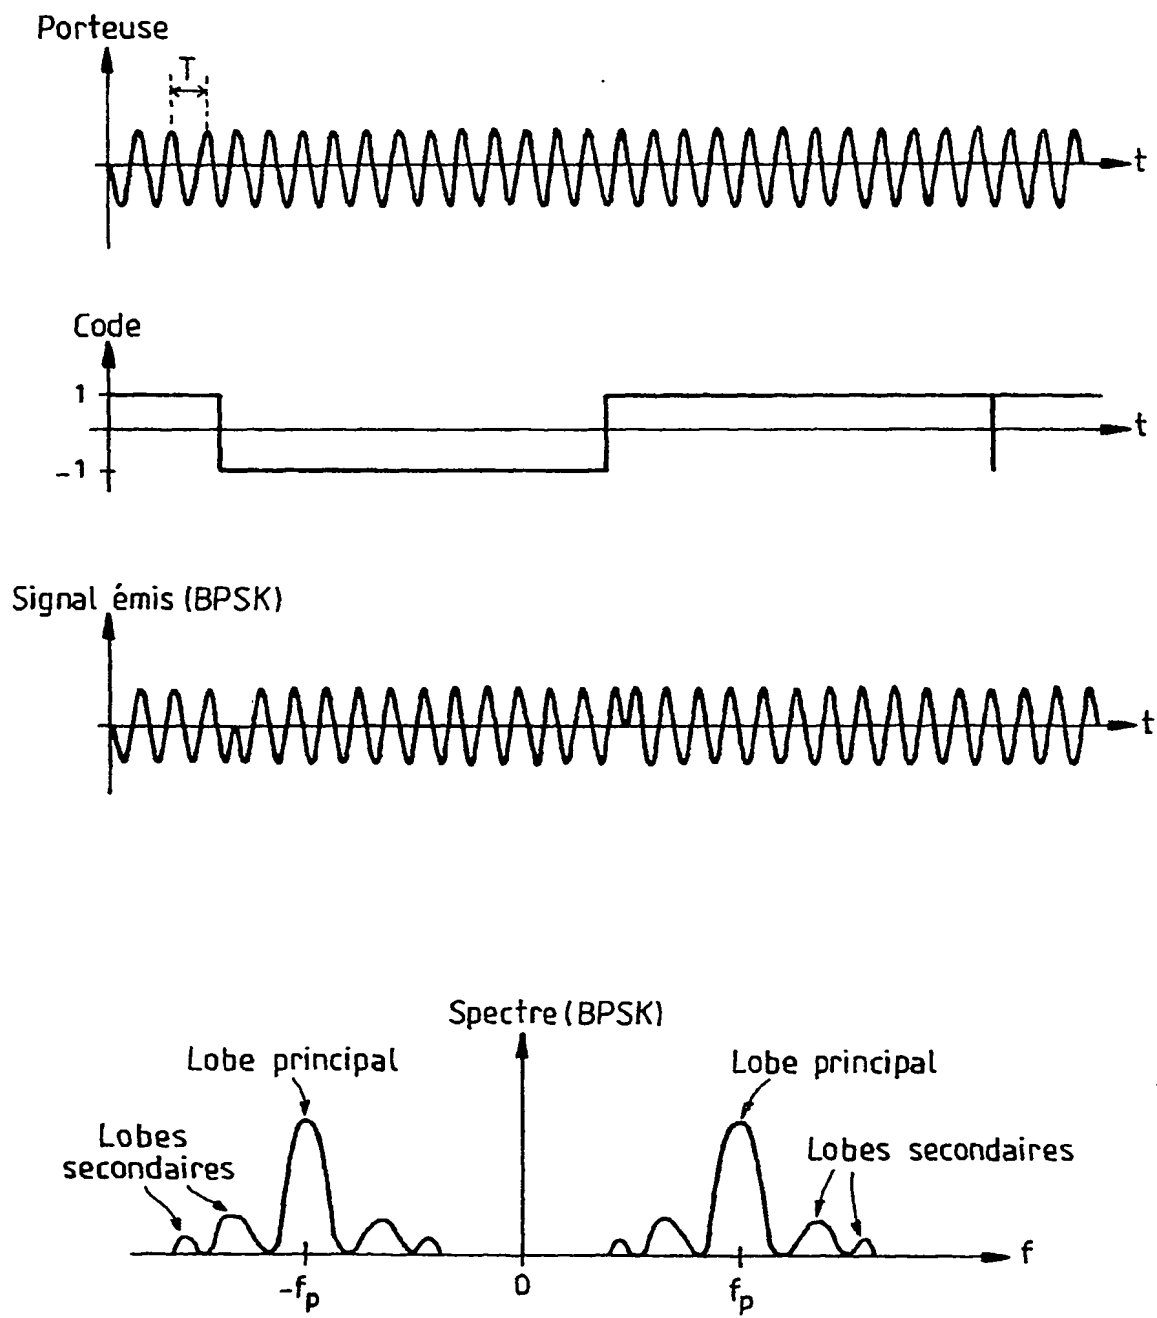 Porteuse
T
t
Code
1
t
-1
Signal émis (BPSK)
t
Spectre (BPSK)
Lobe principal
Lobe principal
Lobes
secondaires
Lobes secondaires
f
-fp
0
fp